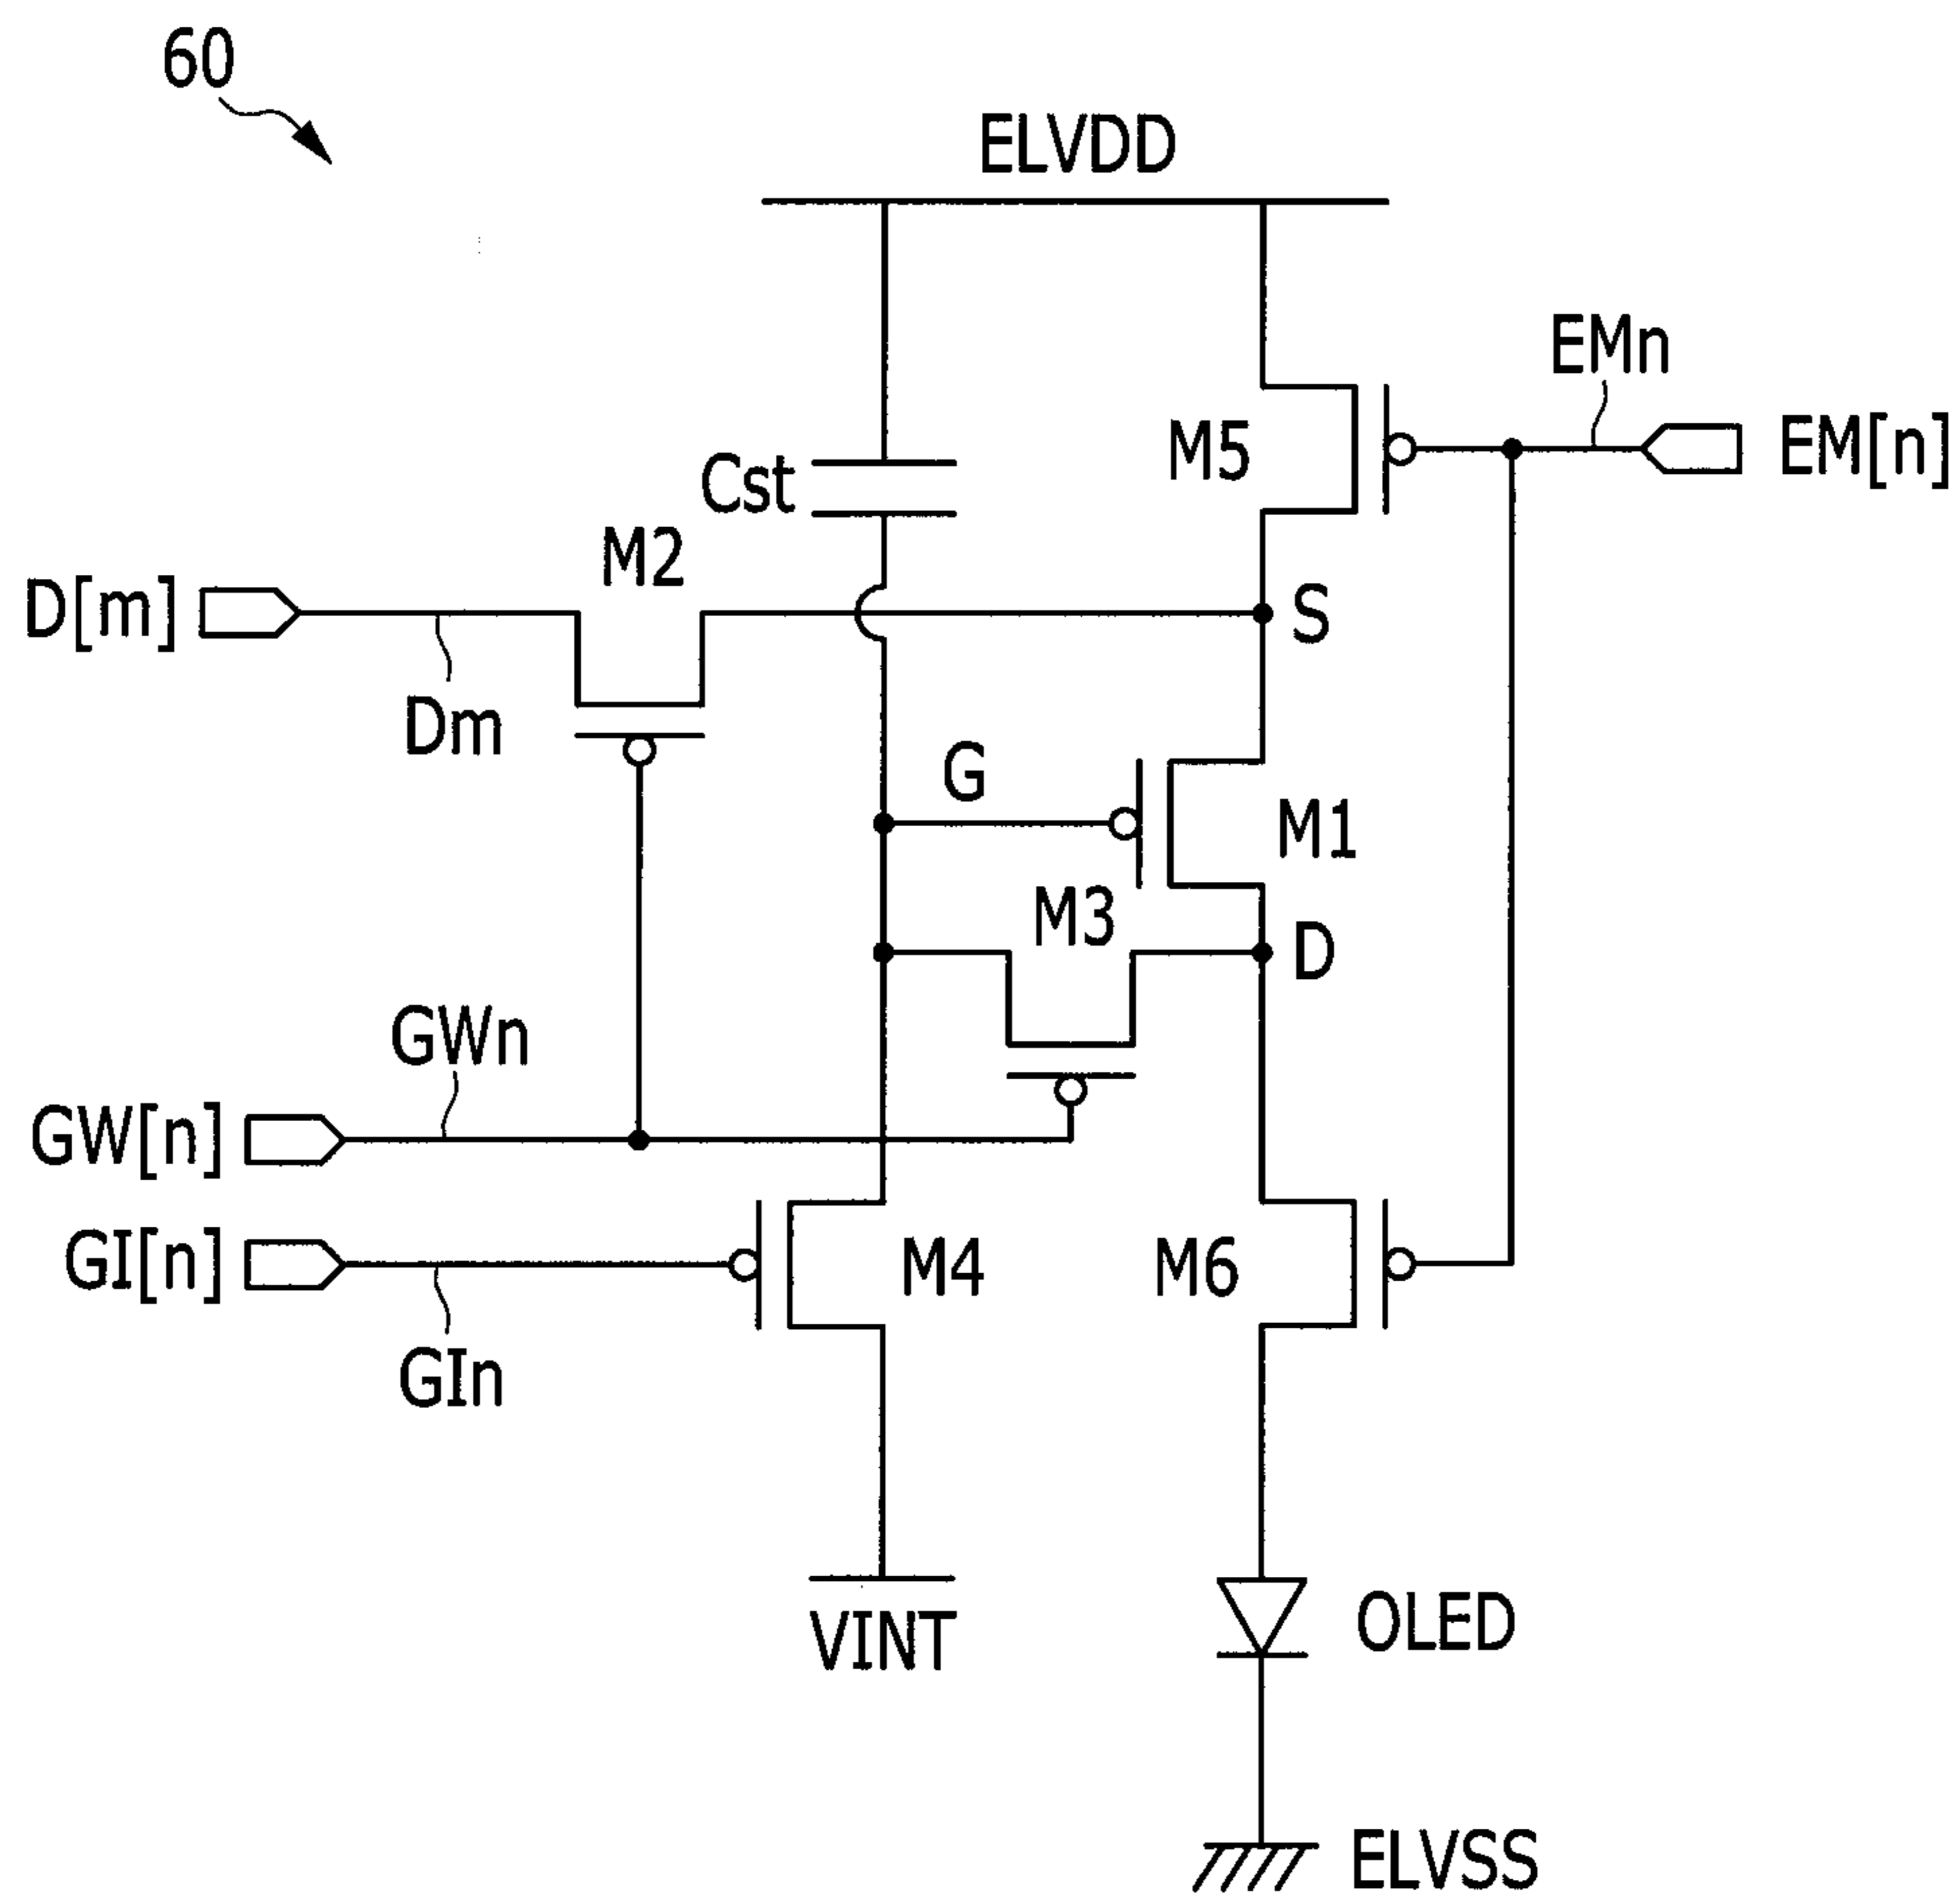 60
ELVDD
EMn
EM[n]
M5
Cst
M2
D[m]
S
Dm
G
M1
M3
D
GWn
GW[n]
GI[n]
M4
M6
GIn
OLED
VINT
ELVSS